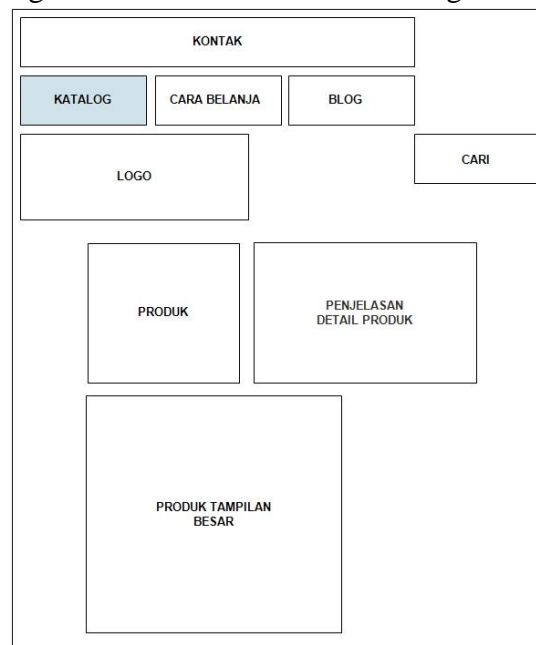 KONTAK
KATALOG
CARA BELANJA
BLOG
LOGO
CARI
PRODUK
PENJELASAN
DETAIL PRODUK
PRODUK TAMPILAN
BESAR